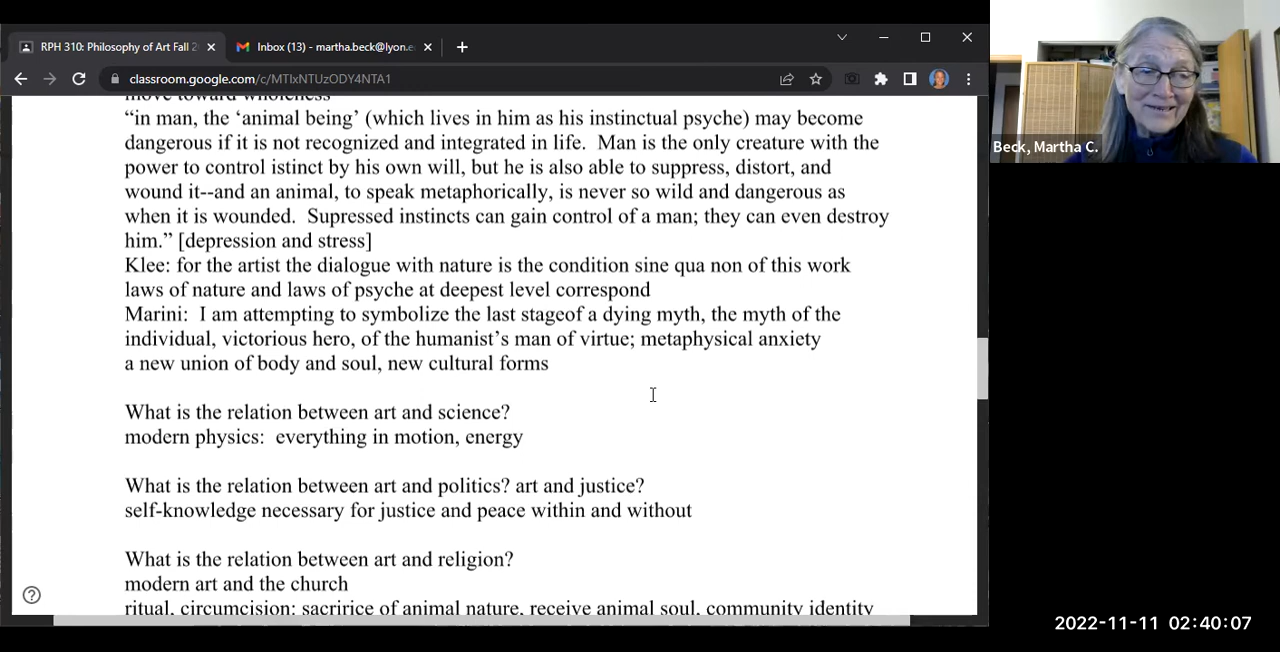 RPH 310: Philosophy of Art Fall 2
Inbox (13) - martha.beck@lyon.e
classroom.google.com/c/MTIxNTUzODY4NTA1
move toward wholeness
“in man, the ‘animal being’ (which lives in him as his instinctual psyche) may become
dangerous if it is not recognized and integrated in life.  Man is the only creature with the
power to control istinct by his own will, but he is also able to suppress, distort, and
wound it--and an animal, to speak metaphorically, is never so wild and dangerous as
when it is wounded.  Supressed instincts can gain control of a man; they can even destroy
him.” [depression and stress]
Klee: for the artist the dialogue with nature is the condition sine qua non of this work
laws of nature and laws of psyche at deepest level correspond
Marini:  I am attempting to symbolize the last stageof a dying myth, the myth of the
individual, victorious hero, of the humanist’s man of virtue; metaphysical anxiety
a new union of body and soul, new cultural forms
What is the relation between art and science?
modern physics:  everything in motion, energy
What is the relation between art and politics? art and justice?
self-knowledge necessary for justice and peace within and without
What is the relation between art and religion?
modern art and the church
ritual, circumcision: sacririce of animal nature, receive animal soul, community identity
Beck, Martha C.
2022-11-11 02:40:07